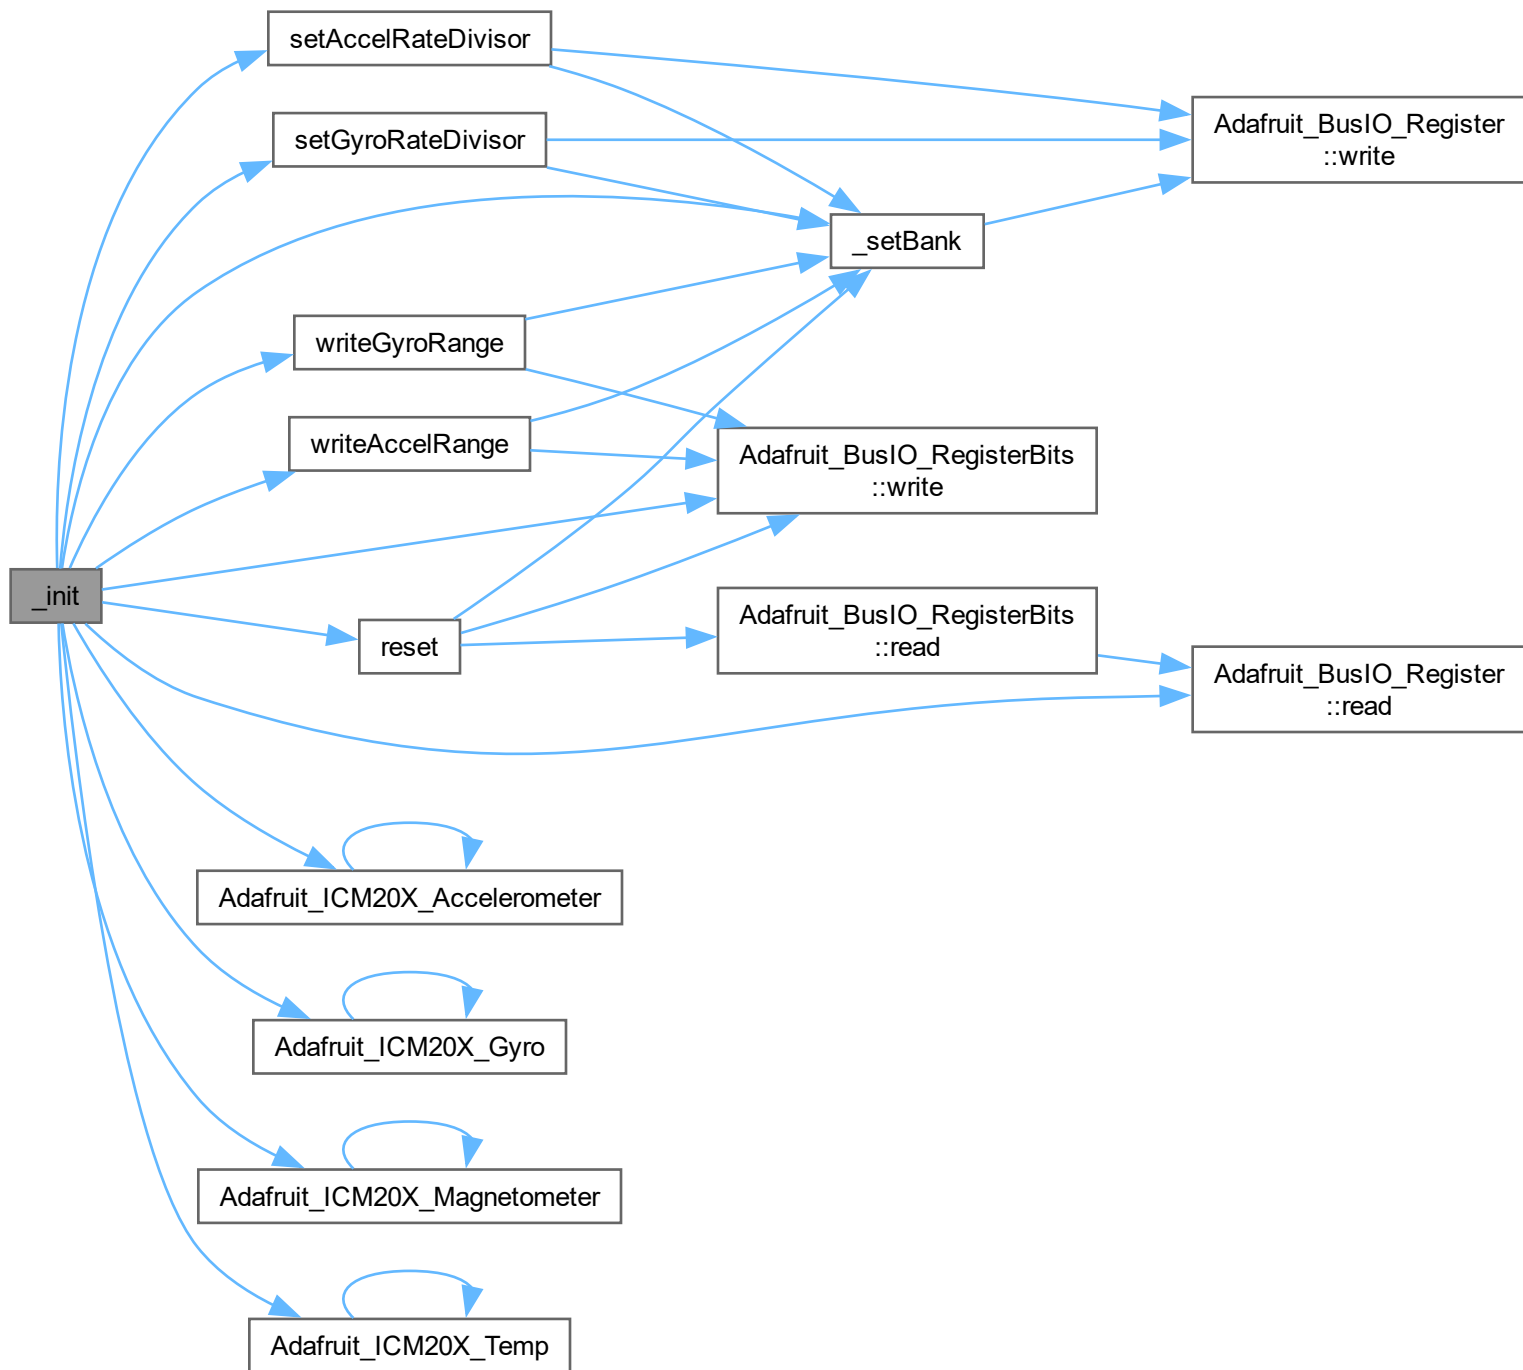 setAccelRateDivisor
setGyroRateDivisor
Adafruit_BusIO_Register
::write
_setBank
writeGyroRange
writeAccelRange
Adafruit_BusIO_RegisterBits
::write
_init
reset
Adafruit_BusIO_RegisterBits
::read
Adafruit_BusIO_Register
::read
Adafruit_ICM20X_Accelerometer
Adafruit_ICM20X_Gyro
Adafruit_ICM20X_Magnetometer
Adafruit_ICM20X_Temp